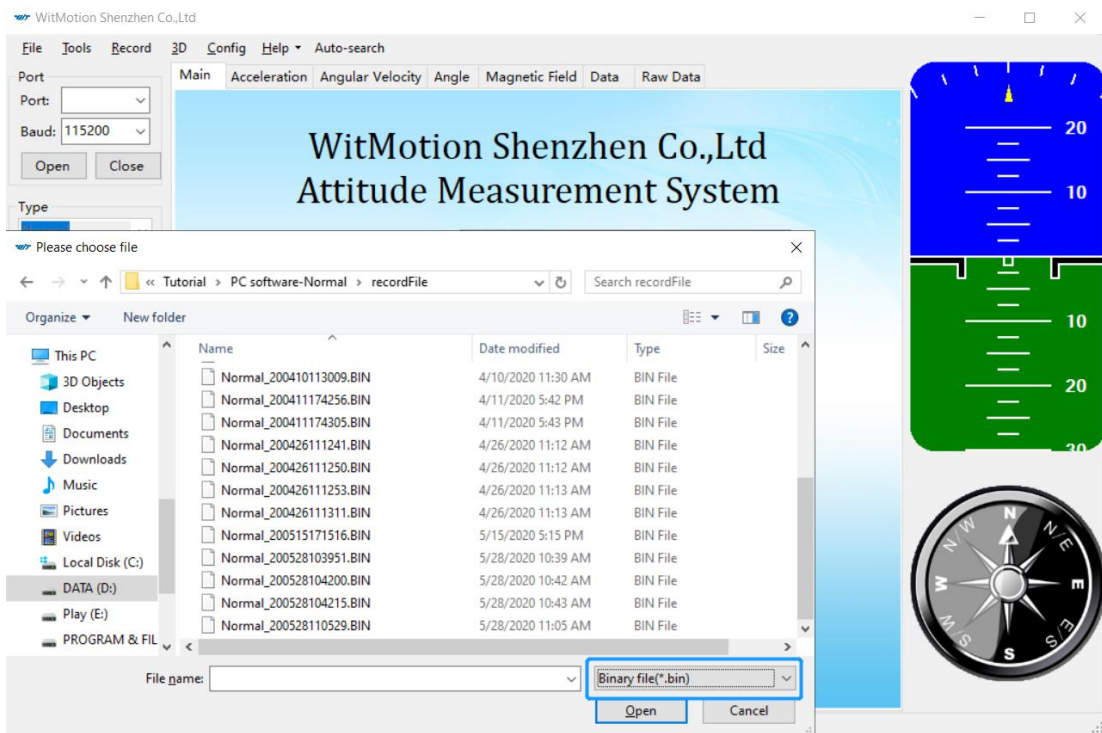 WitMotion Shenzhen Co.,Ltd
File Tools Record 3D Config Help Auto-search
Port
Port:
Baud: 115200
Open Close
Type
Main Acceleration Angular Velocity Angle Magnetic Field Data Raw Data
WitMotion Shenzhen Co.,Ltd
Attitude Measurement System
20
10
10
20
30
N
N/E
E
S/E
S
W/S
W
N/W
Please choose file
« Tutorial > PC software-Normal > recordFile
Search recordFile
Organize New folder
This PC
3D Objects
Desktop
Documents
Downloads
Music
Pictures
Videos
Local Disk (C:)
DATA (D:)
Play (E:)
PROGRAM & FIL
Name Date modified Type Size
Normal_200410113009.BIN 4/10/2020 11:30 AM BIN File
Normal_200411174256.BIN 4/11/2020 5:42 PM BIN File
Normal_200411174305.BIN 4/11/2020 5:43 PM BIN File
Normal_200426111241.BIN 4/26/2020 11:12 AM BIN File
Normal_200426111250.BIN 4/26/2020 11:12 AM BIN File
Normal_200426111253.BIN 4/26/2020 11:13 AM BIN File
Normal_200426111311.BIN 4/26/2020 11:13 AM BIN File
Normal_200515171516.BIN 5/15/2020 5:15 PM BIN File
Normal_200528103951.BIN 5/28/2020 10:39 AM BIN File
Normal_200528104200.BIN 5/28/2020 10:42 AM BIN File
Normal_200528104215.BIN 5/28/2020 10:43 AM BIN File
Normal_200528110529.BIN 5/28/2020 11:05 AM BIN File
File name:
Binary file(*.bin)
Open Cancel